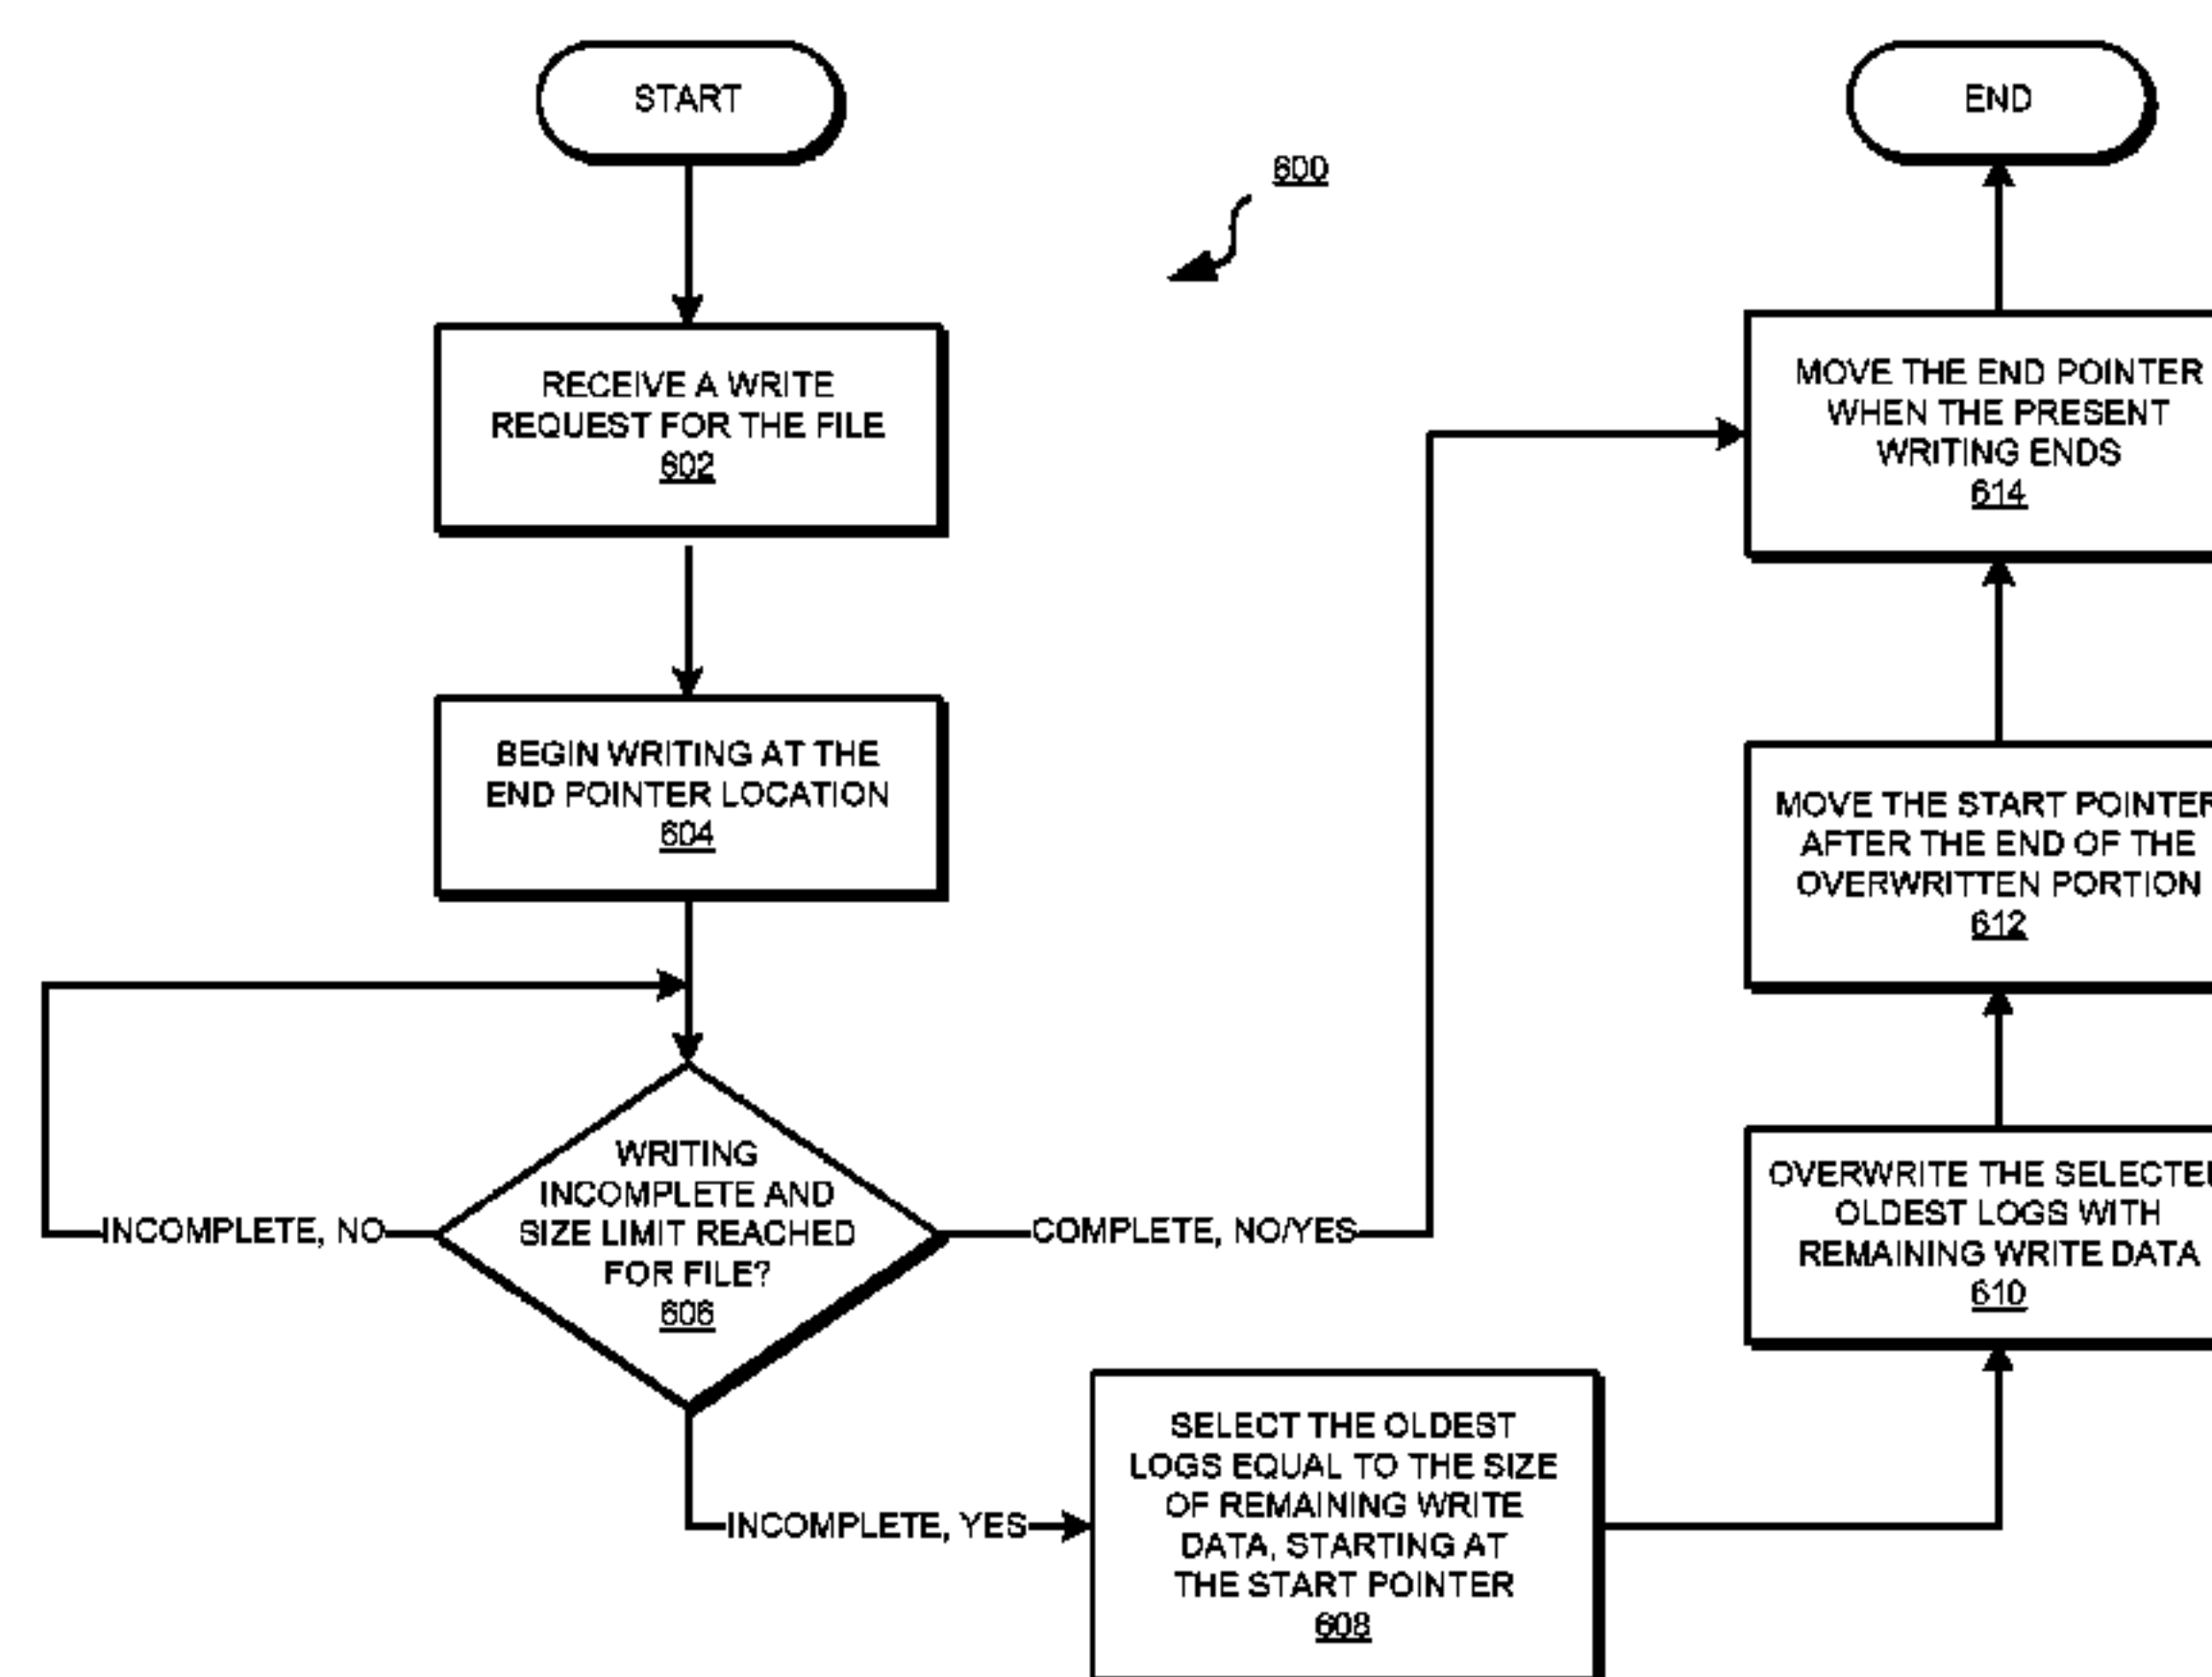 START
600
RECEIVE A WRITE
REQUEST FOR THE FILE
602
BEGIN WRITING AT THE
END POINTER LOCATION
604
WRITING
INCOMPLETE AND
SIZE LIMIT REACHED
FOR FILE?
606
INCOMPLETE, NO
COMPLETE, NO/YES
INCOMPLETE, YES
SELECT THE OLDEST
LOGS EQUAL TO THE SIZE
OF REMAINING WRITE
DATA, STARTING AT
THE START POINTER
608
OVERWRITE THE SELECTED
OLDEST LOGS WITH
REMAINING WRITE DATA
610
MOVE THE START POINTER
AFTER THE END OF THE
OVERWRITTEN PORTION
612
MOVE THE END POINTER
WHEN THE PRESENT
WRITING ENDS
614
END